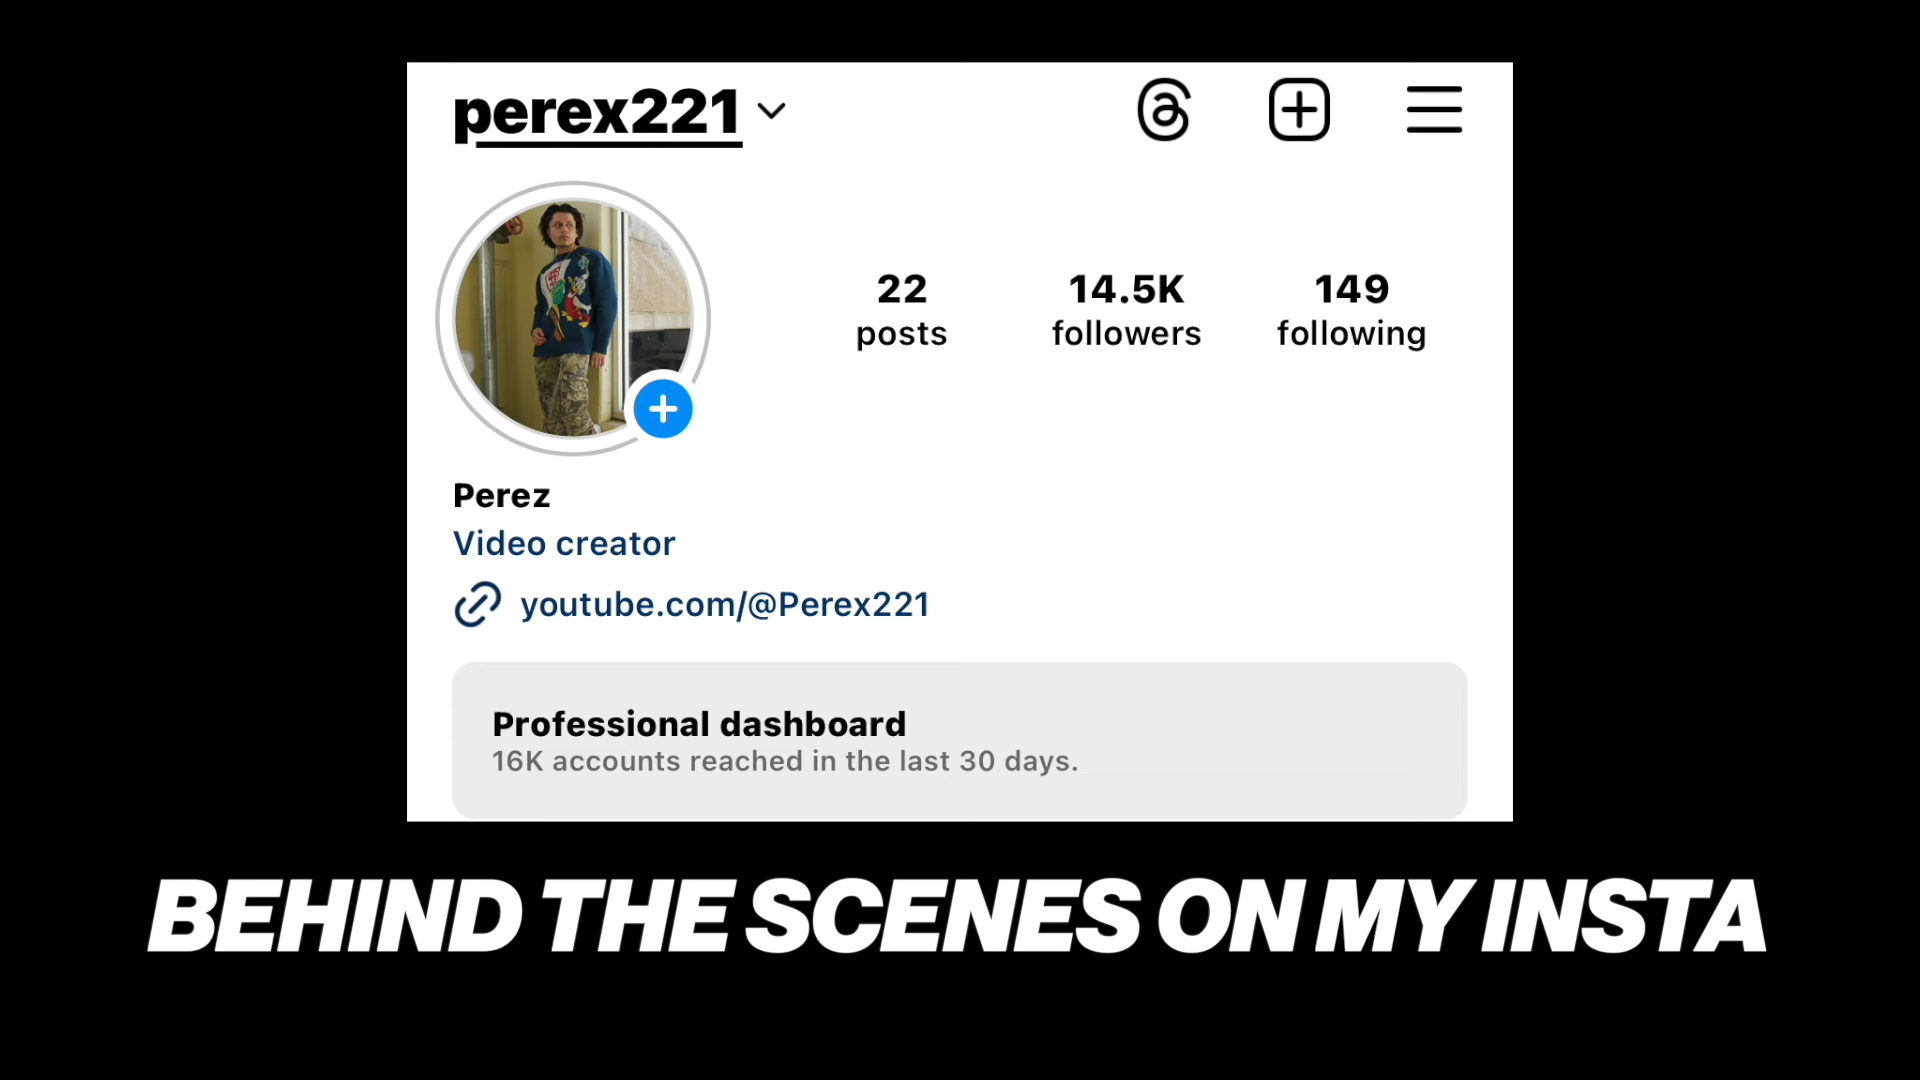 perex221
22
posts
14.5K
followers
149
following
Perez
Video creator
youtube.com/@Perex221
Professional dashboard
16K accounts reached in the last 30 days.
BEHIND THE SCENES ON MY INSTA